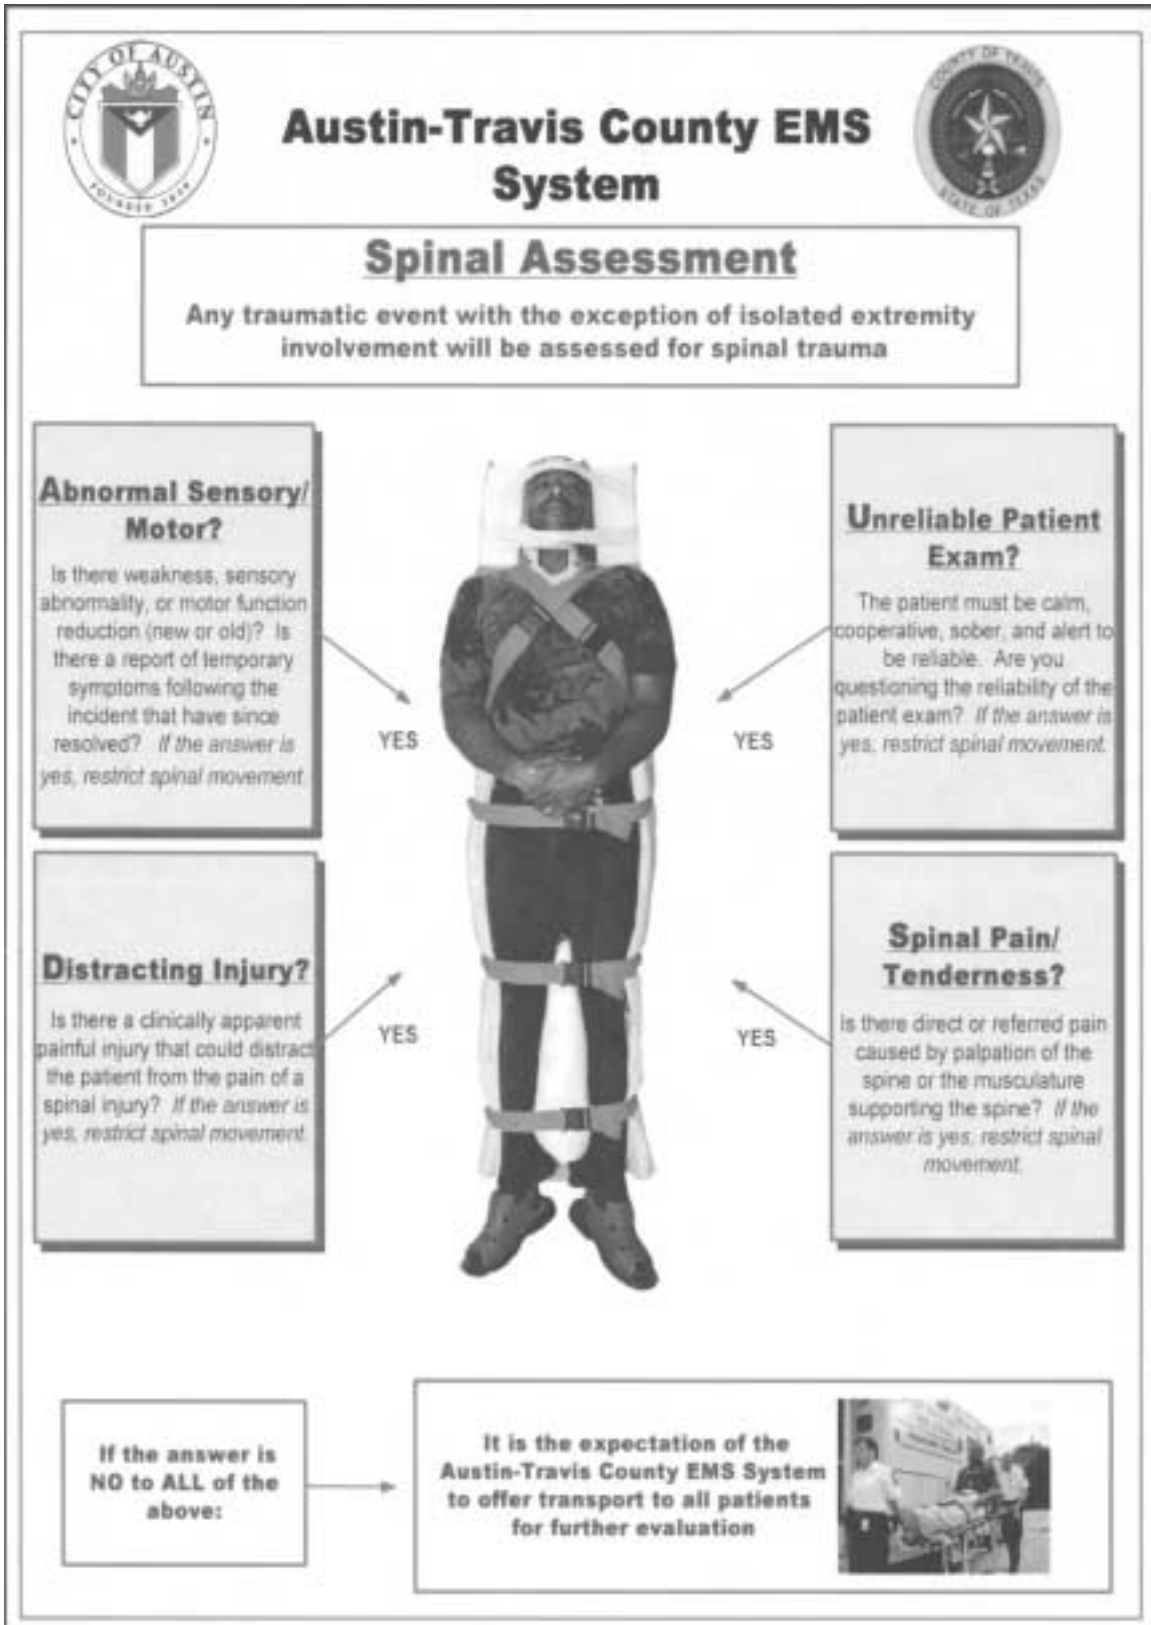 CITY OF AUSTIN
FOUNDED 1839
Austin-Travis County EMS
System
COUNTY OF TRAVIS
STATE OF TEXAS
Spinal Assessment
Any traumatic event with the exception of isolated extremity
involvement will be assessed for spinal trauma
Abnormal Sensory/
Motor?
Is there weakness, sensory
abnormality, or motor function
reduction (new or old)? Is
there a report of temporary
symptoms following the
incident that have since
resolved? If the answer is
yes, restrict spinal movement.
YES
Unreliable Patient
Exam?
The patient must be calm,
cooperative, sober, and alert to
be reliable. Are you
questioning the reliability of the
patient exam? If the answer is
yes, restrict spinal movement.
YES
Distracting Injury?
Is there a clinically apparent
painful injury that could distract
the patient from the pain of a
spinal injury? If the answer is
yes, restrict spinal movement.
YES
Spinal Pain/
Tenderness?
Is there direct or referred pain
caused by palpation of the
spine or the musculature
supporting the spine? If the
answer is yes, restrict spinal
movement.
YES
If the answer is
NO to ALL of the
above:
It is the expectation of the
Austin-Travis County EMS System
to offer transport to all patients
for further evaluation